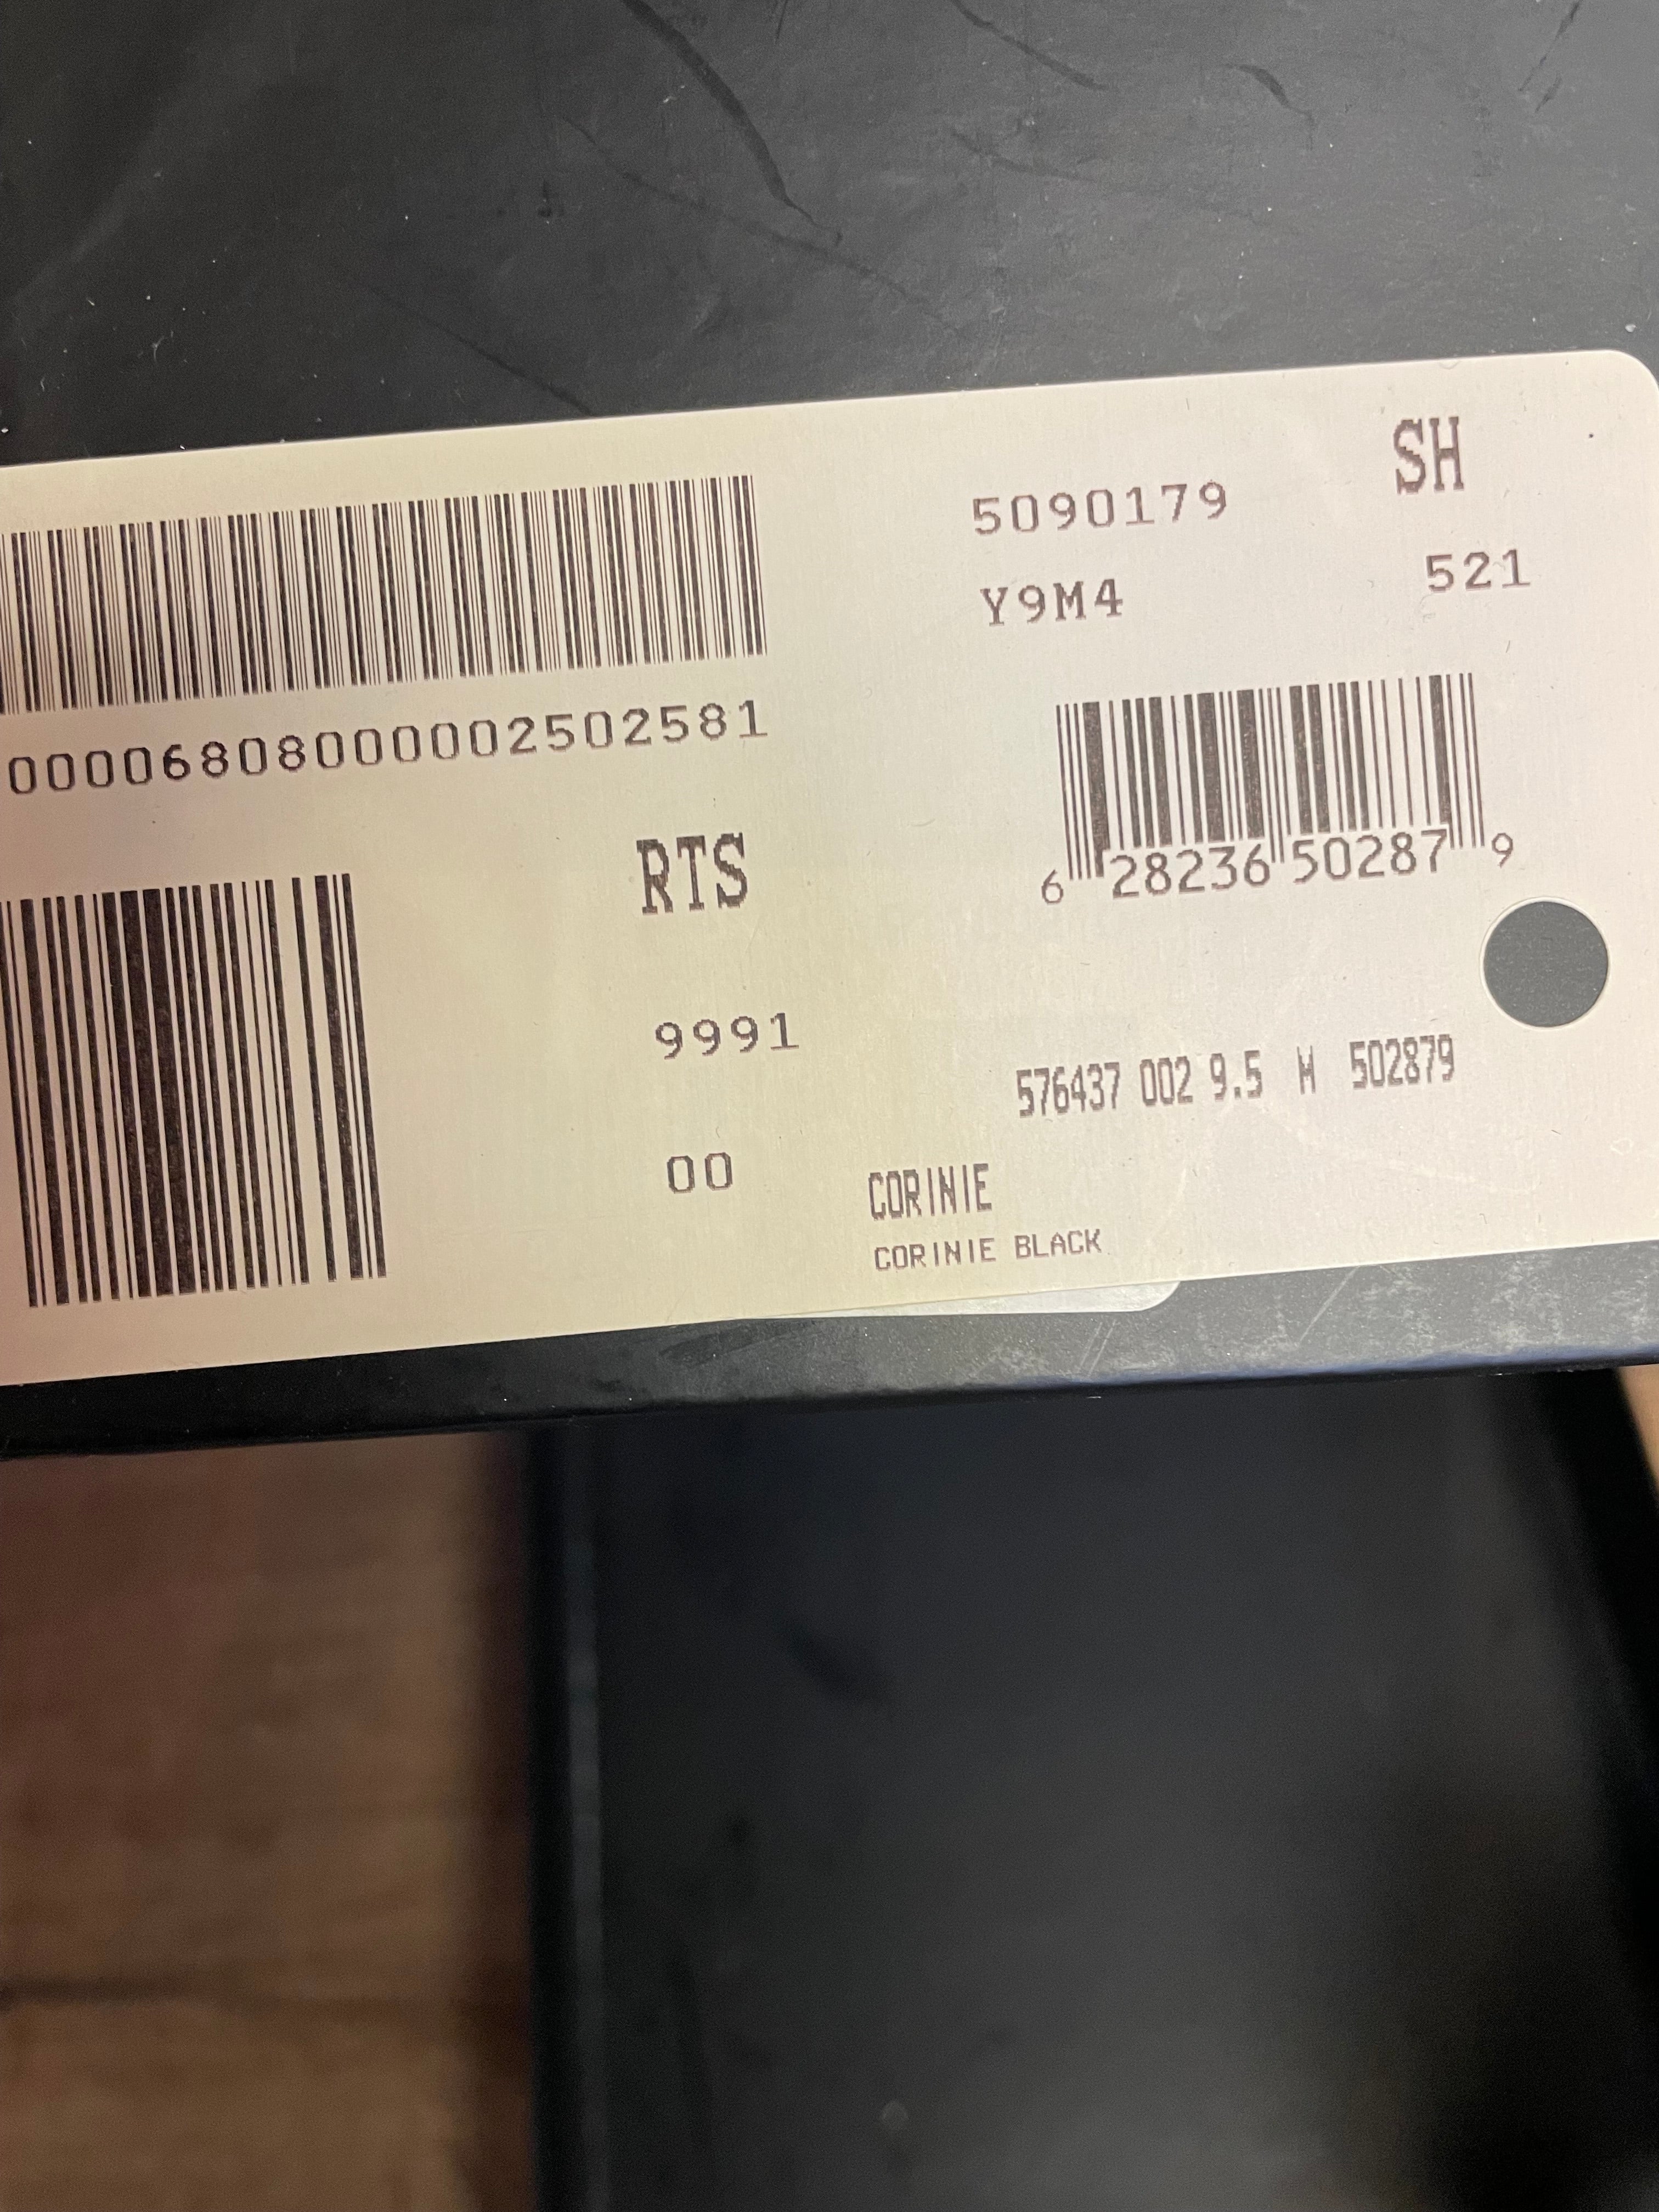 5090179 SH
Y9M4 521
00006808000002502581
RTS
6 28236 50287 9
9991
576437 002 9.5 M 502879
00
CORINIE
CORINIE BLACK